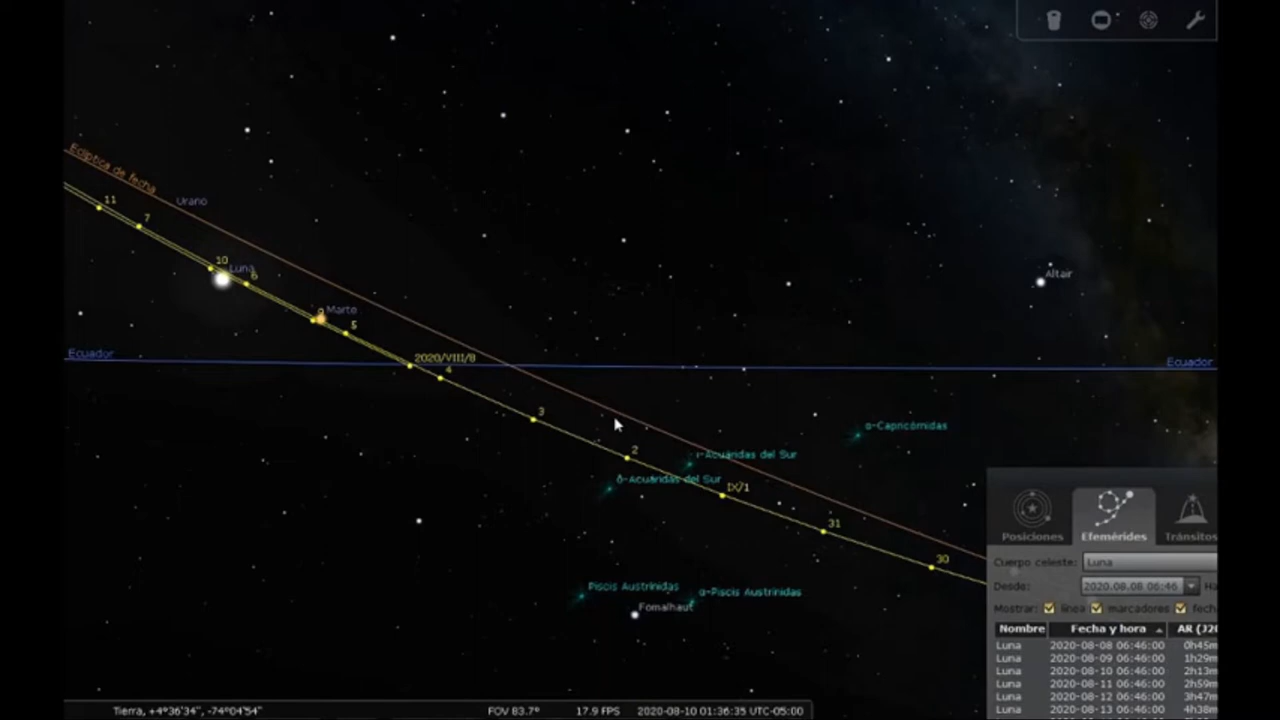 Eclíptica de fecha
Urano
11
7
10
Luna
6
9
Marte
5
Ecuador
2020/VIII/8
4
Ecuador
Altair
3
2
α-Capricórnidas
ι-Acuáridas del Sur
δ-Acuáridas del Sur
IX/1
31
30
Piscis Austrínidas
α-Piscis Austrínidas
Fomalhaut
Posiciones
Efemérides
Tránsitos
Cuerpo celeste:
Luna
Desde:
2020.08.08 06:46
Ha
Mostrar:
línea
marcadores
fech
Nombre Fecha y hora AR (J2
Luna 2020-08-08 06:46:00 0h45m
Luna 2020-08-09 06:46:00 1h29m
Luna 2020-08-10 06:46:00 2h13m
Luna 2020-08-11 06:46:00 2h59m
Luna 2020-08-12 06:46:00 3h47m
Luna 2020-08-13 06:46:00 4h38m
Tierra, +4°36'34", -74°04'54" FOV 83.7° 17.9 FPS 2020-08-10 01:36:35 UTC-05:00